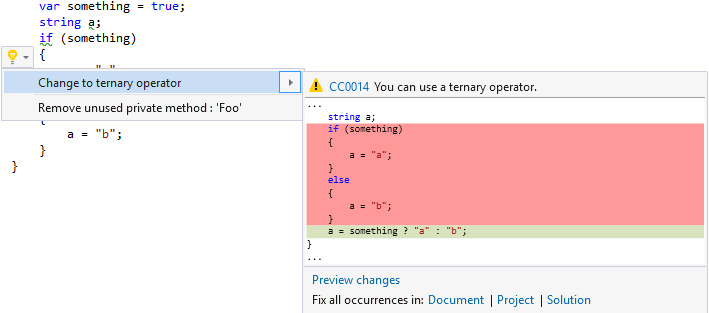 var something = true;
string a;
if (something)
{
Change to ternary operator
Remove unused private method : 'Foo'
{
a = "b";
}
}
CC0014 You can use a ternary operator.
...
string a;
if (something)
{
a = "a";
}
else
{
a = "b";
}
a = something ? "a" : "b";
}
...
Preview changes
Fix all occurrences in: Document | Project | Solution